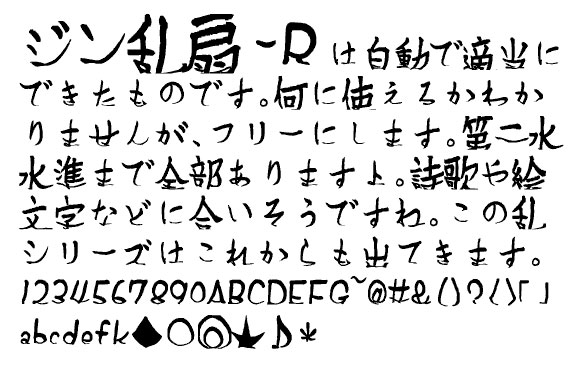 ジン乱扇-R は自動で適当に
できたものです。何に使えるかわか
りませんが、フリーにします。第二水
水進まで全部ありますよ。詩歌や絵
文字などに合いそうですね。この乱
シリーズはこれからも出てきます。
1234567890ABCDEFG~@#&()?〈〉「」
abcdefk◆○◎★♪*